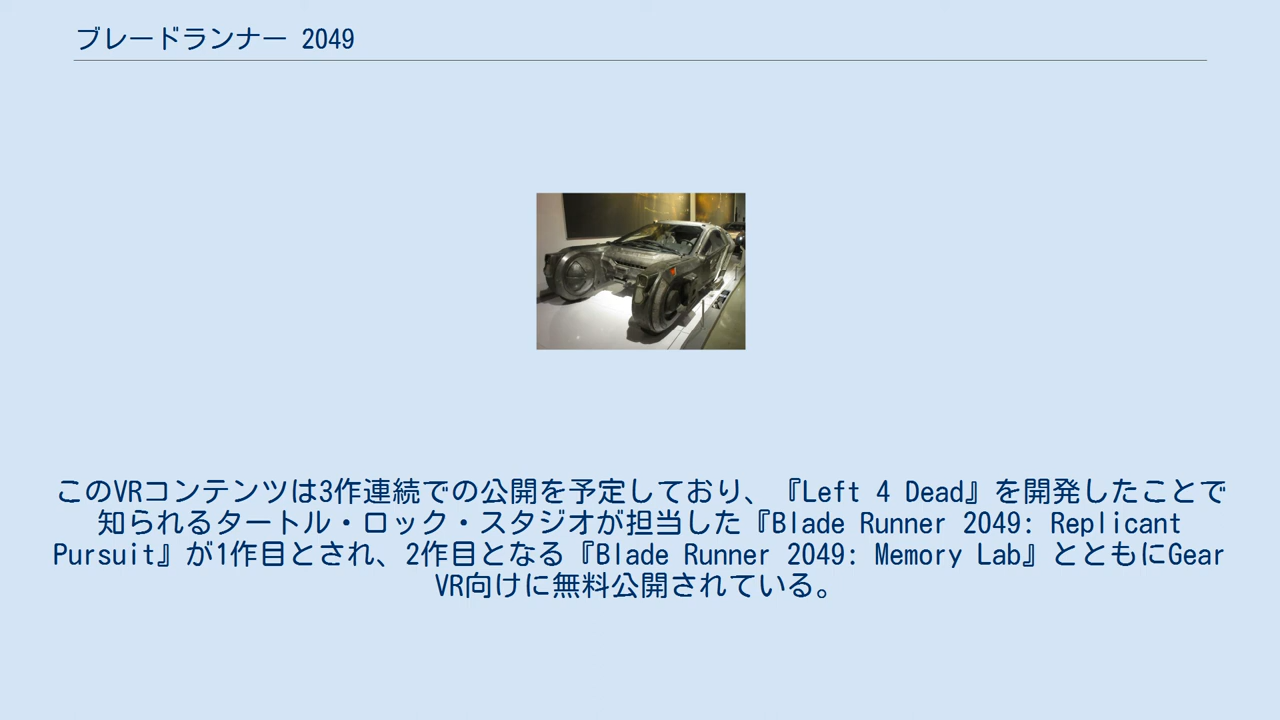 ブレードランナー 2049
このVRコンテンツは3作連続での公開を予定しており、『Left 4 Dead』を開発したことで
知られるタートル・ロック・スタジオが担当した『Blade Runner 2049: Replicant
Pursuit』が1作目とされ、2作目となる『Blade Runner 2049: Memory Lab』とともにGear
VR向けに無料公開されている。